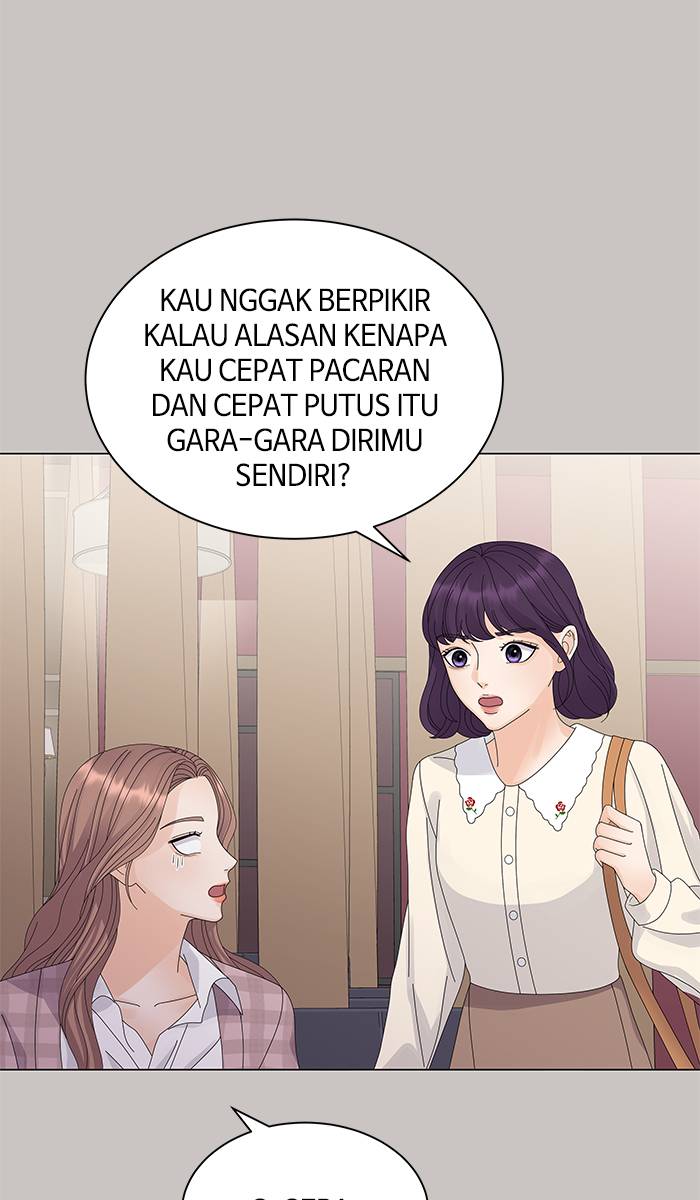 KAU NGGAK BERPIKIR
KALAU ALASAN KENAPA
KAU CEPAT PACARAN
DAN CEPAT PUTUS ITU
GARA-GARA DIRIMU
SENDIRI?